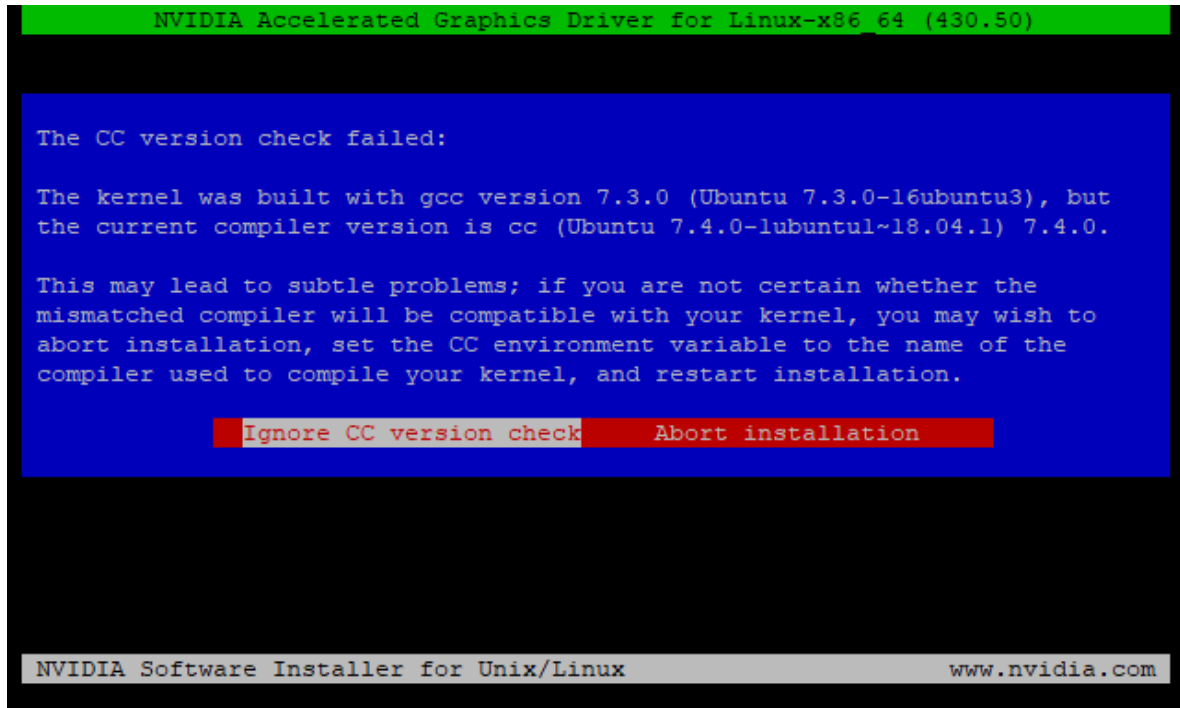 NVIDIA Accelerated Graphics Driver for Linux-x86_64 (430.50)
The CC version check failed:
The kernel was built with gcc version 7.3.0 (Ubuntu 7.3.0-16ubuntu3), but
the current compiler version is cc (Ubuntu 7.4.0-1ubuntu1~18.04.1) 7.4.0.
This may lead to subtle problems; if you are not certain whether the
mismatched compiler will be compatible with your kernel, you may wish to
abort installation, set the CC environment variable to the name of the
compiler used to compile your kernel, and restart installation.
Ignore CC version check Abort installation
NVIDIA Software Installer for Unix/Linux www.nvidia.com